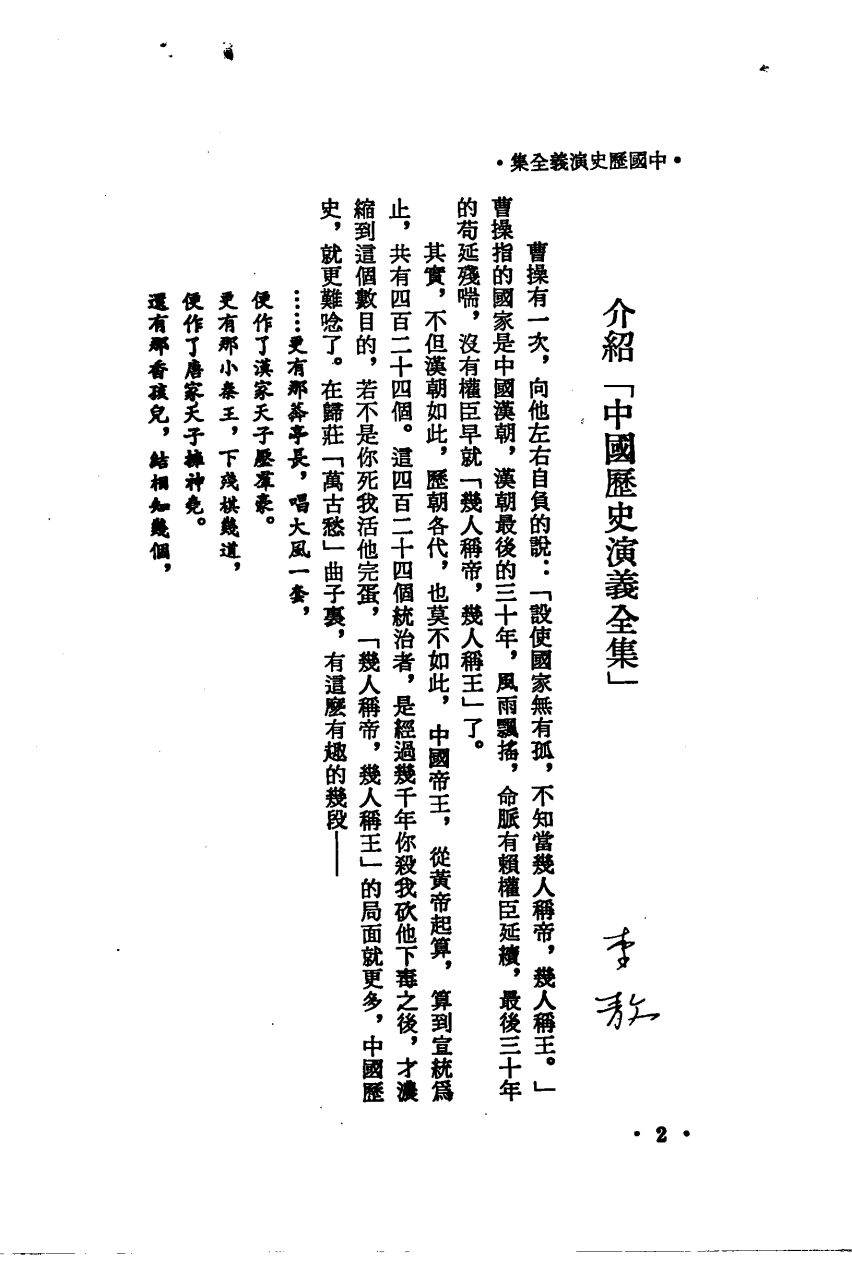 •中國歷史演義全集•
介紹「中國歷史演義全集」
李敖
曹操有一次，向他左右自負的說：「設使國家無有孤，不知當幾人稱帝，幾人稱王。」
曹操指的國家是中國漢朝，漢朝最後的三十年，風雨飄搖，命脈有賴權臣延續，最後三十年
的苟延殘喘，沒有權臣早就「幾人稱帝，幾人稱王」了。
其實，不但漢朝如此，歷朝各代，也莫不如此，中國帝王，從黃帝起算，算到宣統爲
止，共有四百二十四個。這四百二十四個統治者，是經過幾千年你殺我砍他下毒之後，才濃
縮到這個數目的，若不是你死我活他完蛋，「幾人稱帝，幾人稱王」的局面就更多，中國歷
史，就更難唸了。在歸莊「萬古愁」曲子裏，有這麼有趣的幾段——
……更有那莽亭長，唱大風一套，
便作了漢家天子壓羣豪。
更有那小秦王，下殘棋幾道，
便作了唐家天子擁神堯。
還有那香孩兒，結相知幾個，
•2•